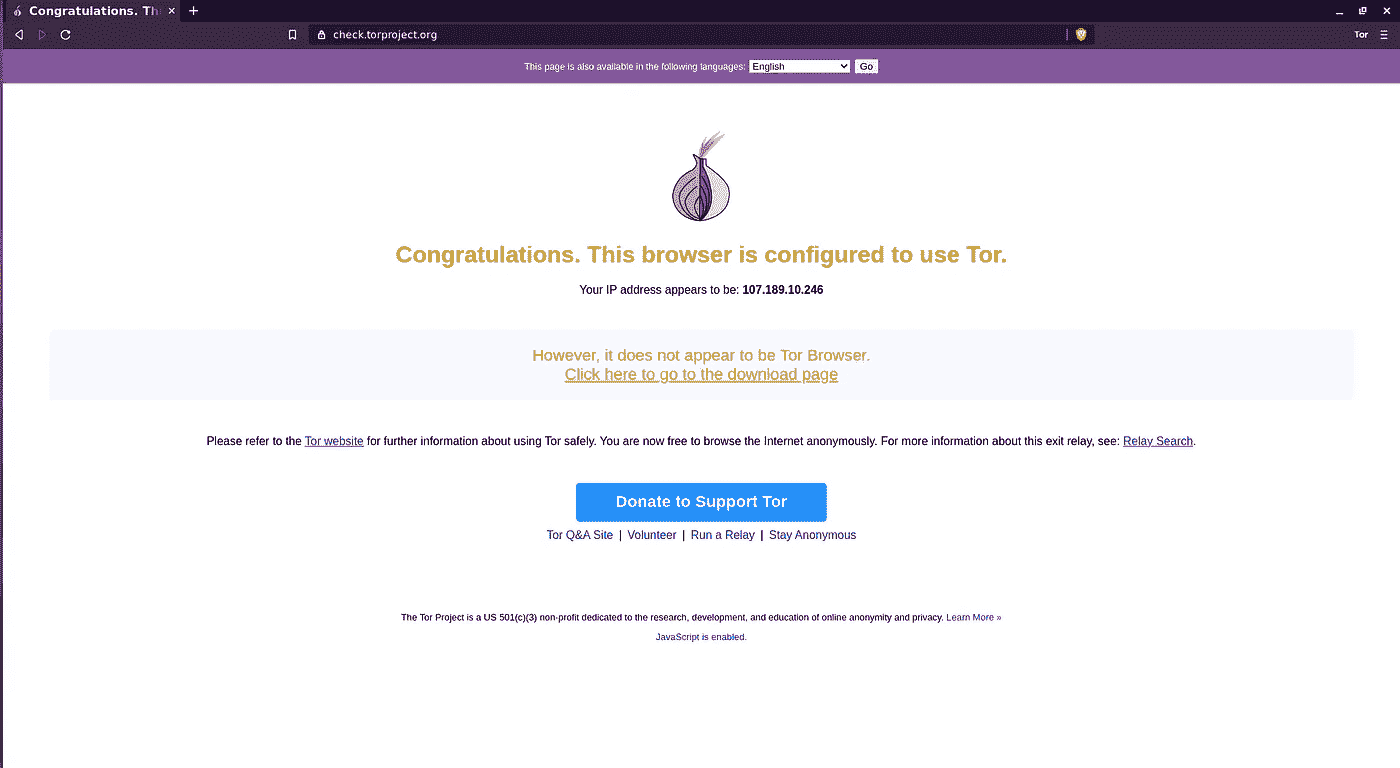 Congratulations. Th
check.torproject.org
Tor
This page is also available in the following languages: English Go
Congratulations. This browser is configured to use Tor.
Your IP address appears to be: 107.189.10.246
However, it does not appear to be Tor Browser.
Click here to go to the download page
Please refer to the Tor website for further information about using Tor safely. You are now free to browse the Internet anonymously. For more information about this exit relay, see: Relay Search.
Donate to Support Tor
Tor Q&A Site | Volunteer | Run a Relay | Stay Anonymous
The Tor Project is a US 501(c)(3) non-profit dedicated to the research, development, and education of online anonymity and privacy. Learn More »
JavaScript is enabled.